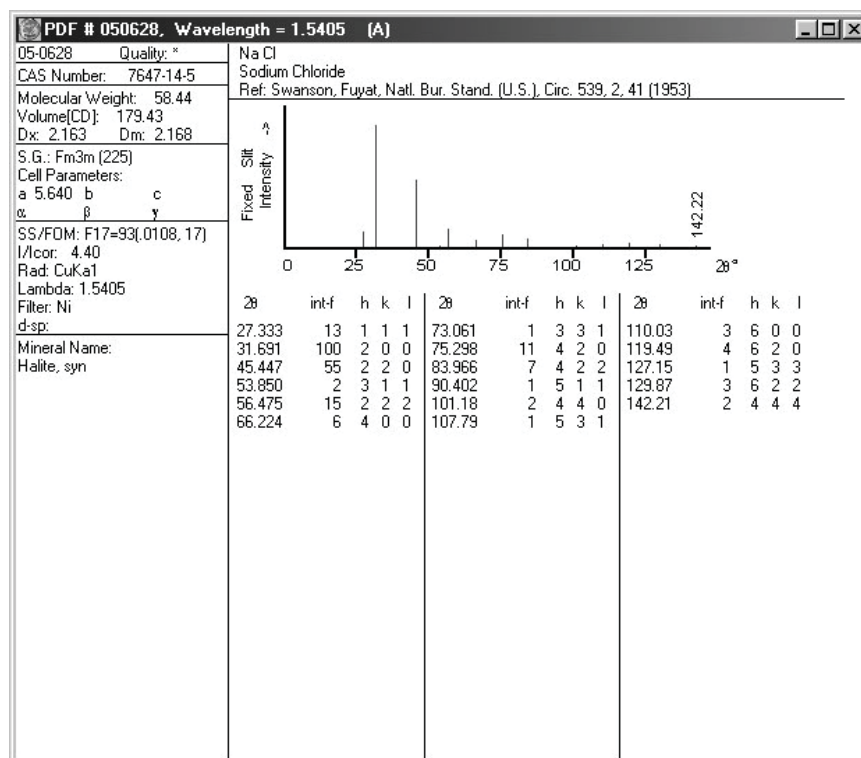 PDF # 050628, Wavelength = 1.5405 (A)
05-0628 Quality: *
CAS Number: 7647-14-5
Molecular Weight: 58.44
Volume[CD]: 179.43
Dx: 2.163 Dm: 2.168
S.G.: Fm3m (225)
Cell Parameters:
a 5.640 b c
α β γ
SS/FOM: F17=93(.0108, 17)
I/Icor: 4.40
Rad: CuKa1
Lambda: 1.5405
Filter: Ni
d-sp:
Mineral Name:
Halite, syn
Na Cl
Sodium Chloride
Ref: Swanson, Fuyat, Natl. Bur. Stand. (U.S.), Circ. 539, 2, 41 (1953)
Fixed Slit
Intensity ->
142.22
0 25 50 75 100 125 2θ°
2θ int-f h k l 2θ int-f h k l 2θ int-f h k l
27.333 13 1 1 1 73.061 1 3 3 1 110.03 3 6 0 0
31.691 100 2 0 0 75.298 11 4 2 0 119.49 4 6 2 0
45.447 55 2 2 0 83.966 7 4 2 2 127.15 1 5 3 3
53.850 2 3 1 1 90.402 1 5 1 1 129.87 3 6 2 2
56.475 15 2 2 2 101.18 2 4 4 0 142.21 2 4 4 4
66.224 6 4 0 0 107.79 1 5 3 1